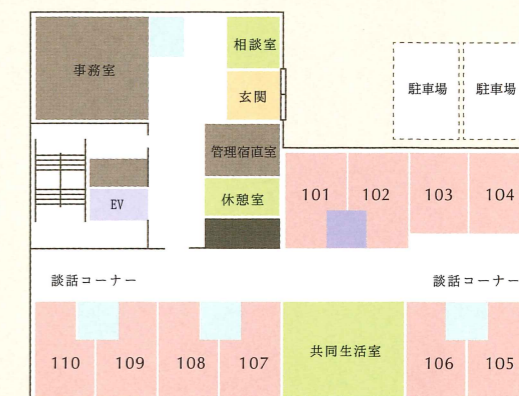 相談室
事務室
玄関
駐車場
駐車場
管理宿直室
休憩室
EV
101
102
103
104
談話コーナー
談話コーナー
共同生活室
110
109
108
107
106
105